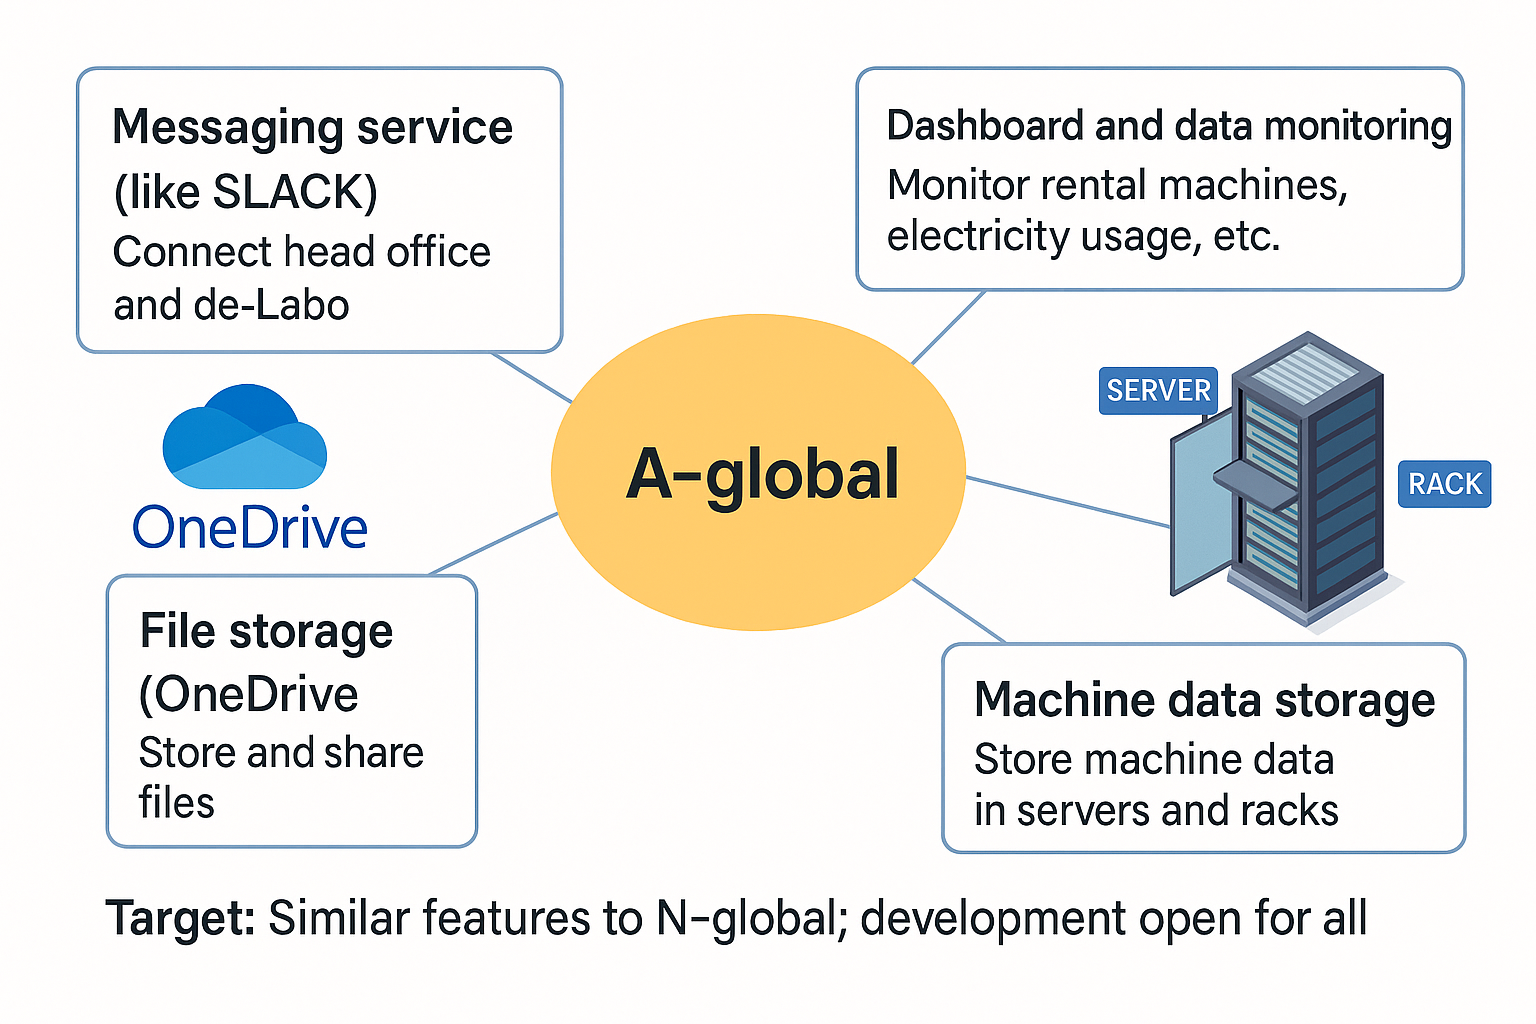 Messaging service
(like SLACK)
Connect head office
and de-Labo
Dashboard and data monitoring
Monitor rental machines,
electricity usage, etc.
OneDrive
A-global
SERVER
RACK
File storage
(OneDrive
Store and share
files
Machine data storage
Store machine data
in servers and racks
Target: Similar features to N-global; development open for all